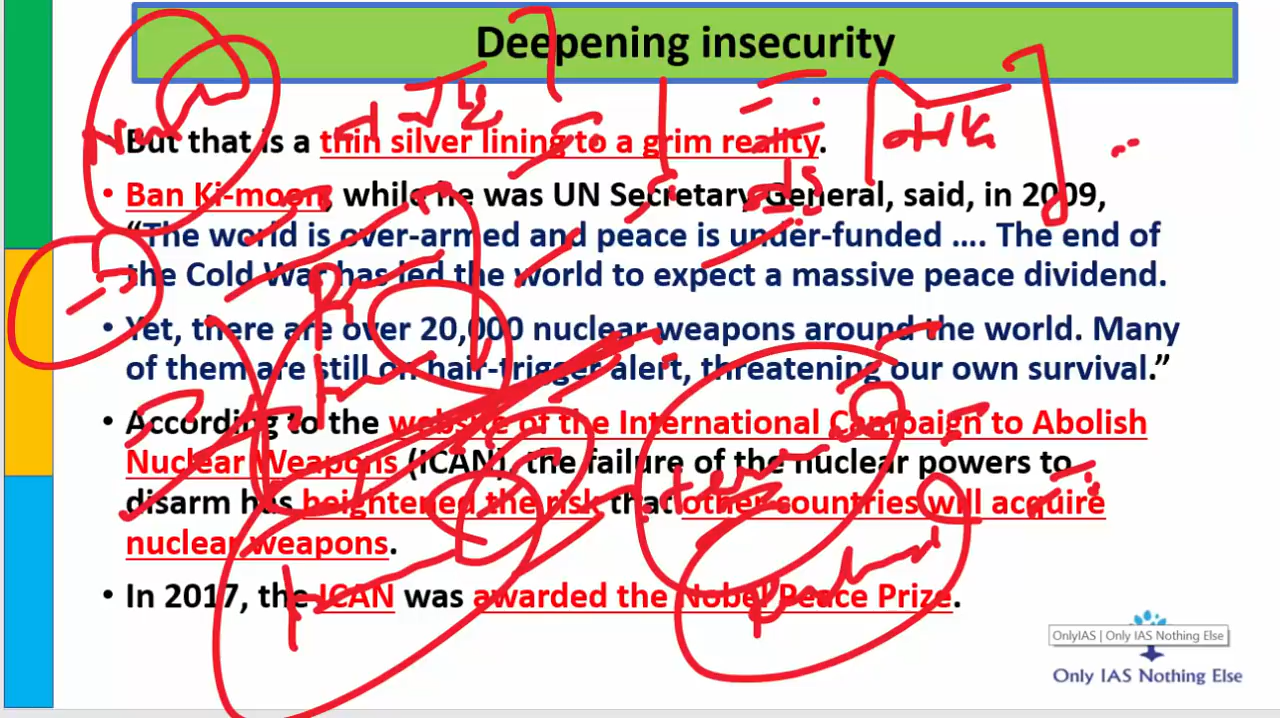 Deepening insecurity
• But that is a thin silver lining to a grim reality.
• Ban Ki-moon, while he was UN Secretary General, said, in 2009,
“The world is over-armed and peace is under-funded …. The end of
the Cold War has led the world to expect a massive peace dividend.
• Yet, there are over 20,000 nuclear weapons around the world. Many
of them are still on hair-trigger alert, threatening our own survival.”
• According to the website of the International Campaign to Abolish
Nuclear Weapons (ICAN), the failure of the nuclear powers to
disarm has heightened the risk that other countries will acquire
nuclear weapons.
• In 2017, the ICAN was awarded the Nobel Peace Prize.
OnlyIAS | Only IAS Nothing Else
Only IAS Nothing Else